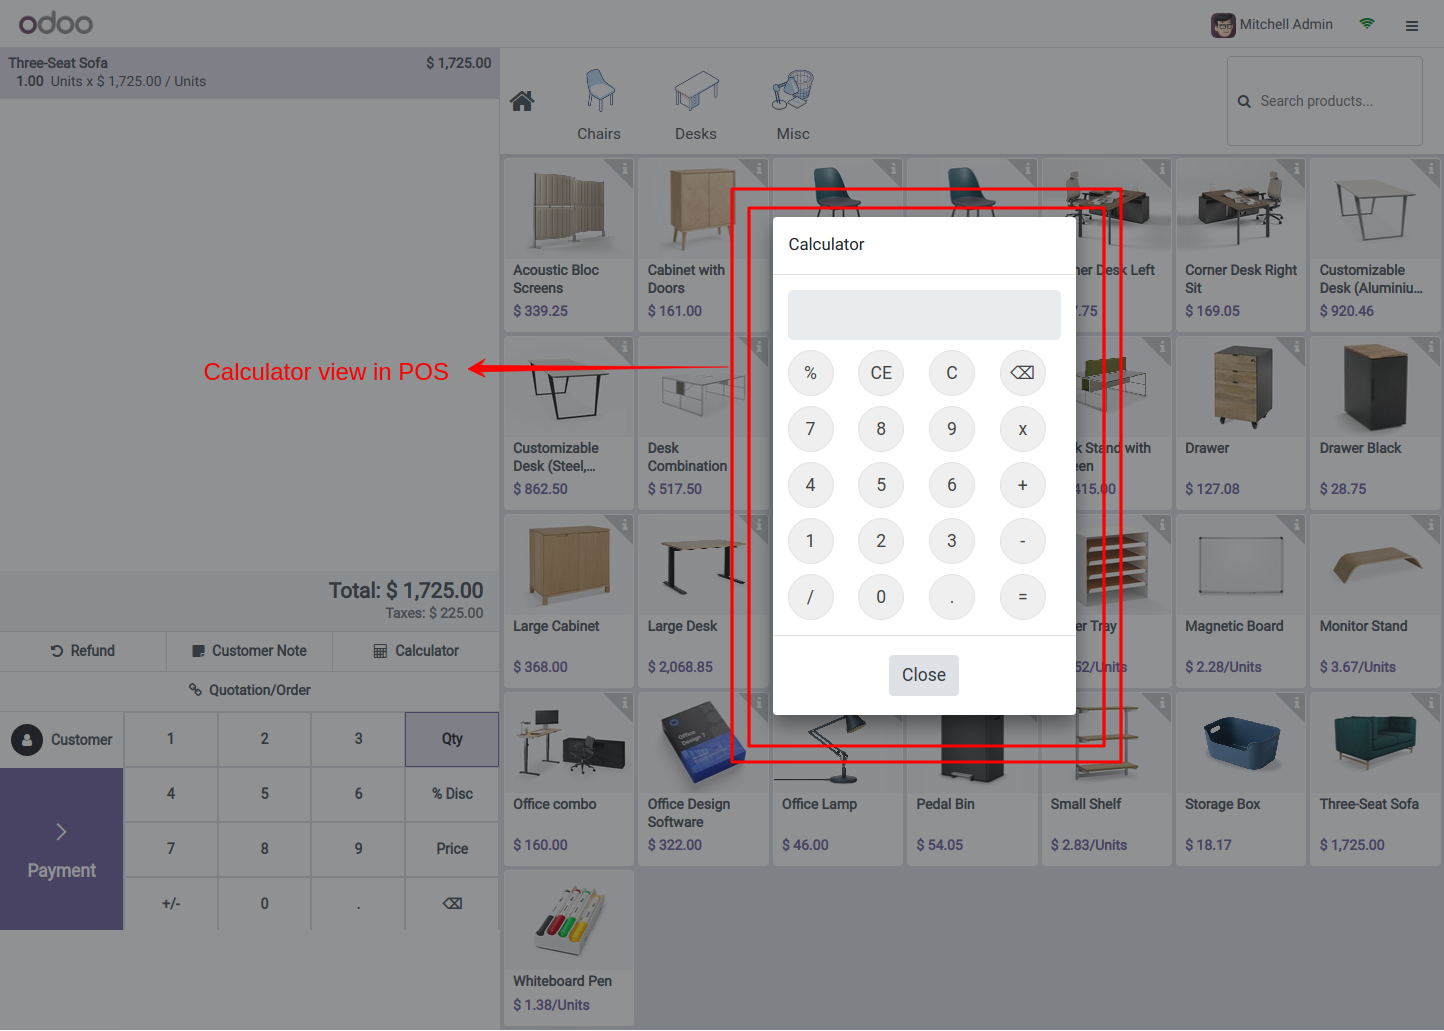 odoo
Mitchell Admin
Three-Seat Sofa $ 1,725.00
1.00 Units x $ 1,725.00 / Units
Chairs
Desks
Misc
Search products...
Acoustic Bloc
Screens
$ 339.25
Cabinet with
Doors
$ 161.00
Desk Left
.75
Corner Desk Right
Sit
$ 169.05
Customizable
Desk (Aluminiu...
$ 920.46
Calculator view in POS
Customizable
Desk (Steel,...
$ 862.50
Desk
Combination
$ 517.50
Stand with
415.00
Drawer
$ 127.08
Drawer Black
$ 28.75
Large Cabinet
$ 368.00
Large Desk
$ 2,068.85
Tray
52/Units
Magnetic Board
$ 2.28/Units
Monitor Stand
$ 3.67/Units
Office
Design 7
Office combo
$ 160.00
Office Design
Software
$ 322.00
Office Lamp
$ 46.00
Pedal Bin
$ 54.05
Small Shelf
$ 2.83/Units
Storage Box
$ 18.17
Three-Seat Sofa
$ 1,725.00
Whiteboard Pen
$ 1.38/Units
Calculator
% CE C ⌫
7 8 9 x
4 5 6 +
1 2 3 -
/ 0 . =
Close
Total: $ 1,725.00
Taxes: $ 225.00
Refund
Customer Note
Calculator
Quotation/Order
Customer
Payment
1 2 3 Qty
4 5 6 % Disc
7 8 9 Price
+/- 0 . ⌫